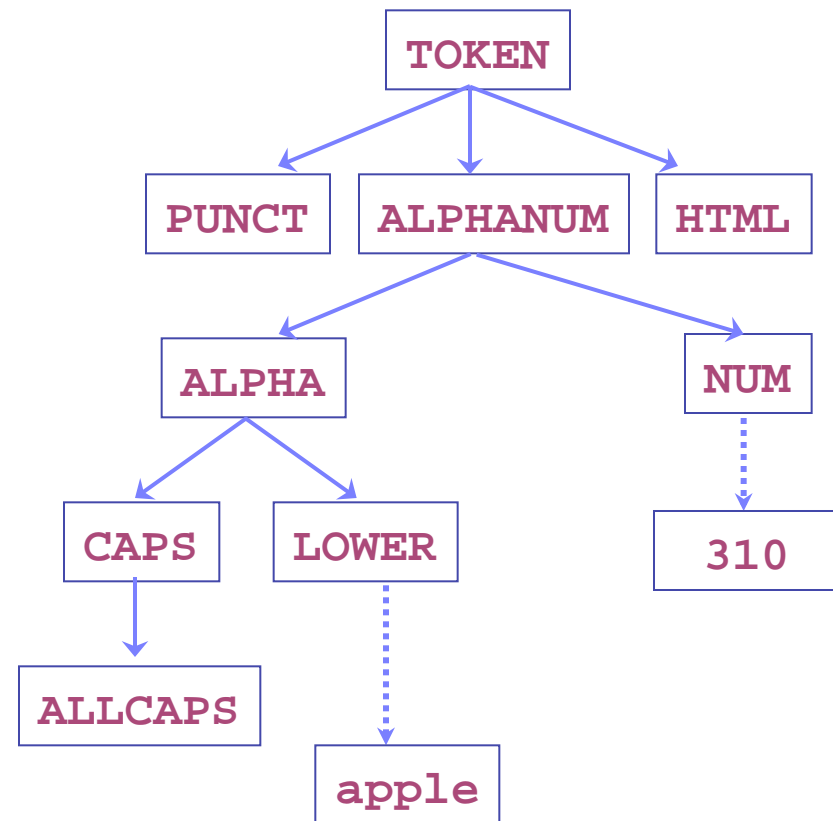 TOKEN
PUNCT
ALPHANUM
HTML
ALPHA
NUM
CAPS
LOWER
310
ALLCAPS
apple